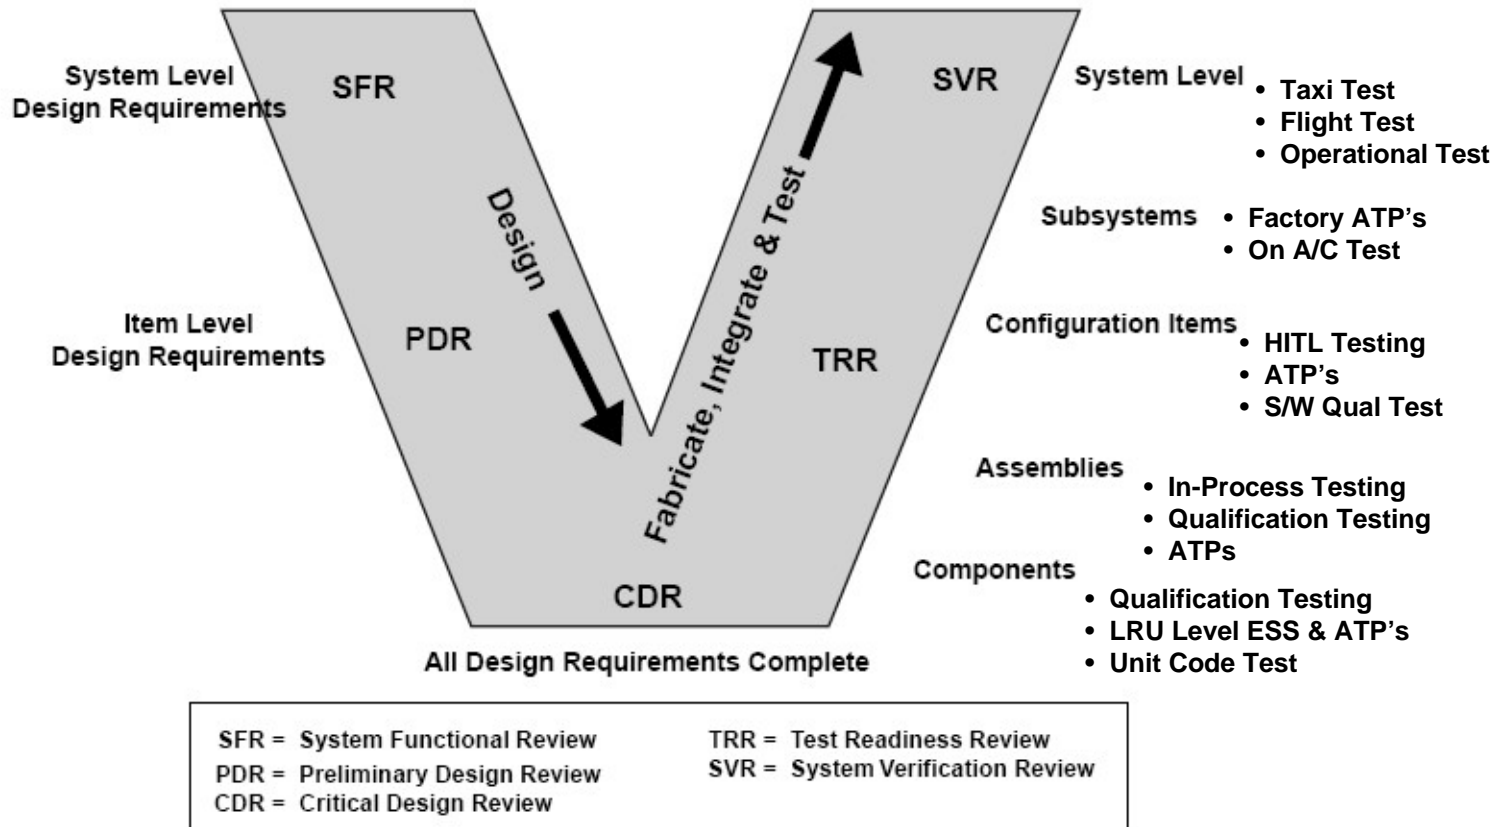 System Level
Design Requirements
SFR
SVR
System Level
• Taxi Test
• Flight Test
• Operational Test
Design
Fabricate, Integrate & Test
Subsystems
• Factory ATP's
• On A/C Test
Item Level
Design Requirements
PDR
TRR
Configuration Items
• HITL Testing
• ATP's
• S/W Qual Test
Assemblies
• In-Process Testing
• Qualification Testing
• ATPs
CDR
Components
• Qualification Testing
• LRU Level ESS & ATP's
• Unit Code Test
All Design Requirements Complete
SFR = System Functional Review
PDR = Preliminary Design Review
CDR = Critical Design Review
TRR = Test Readiness Review
SVR = System Verification Review